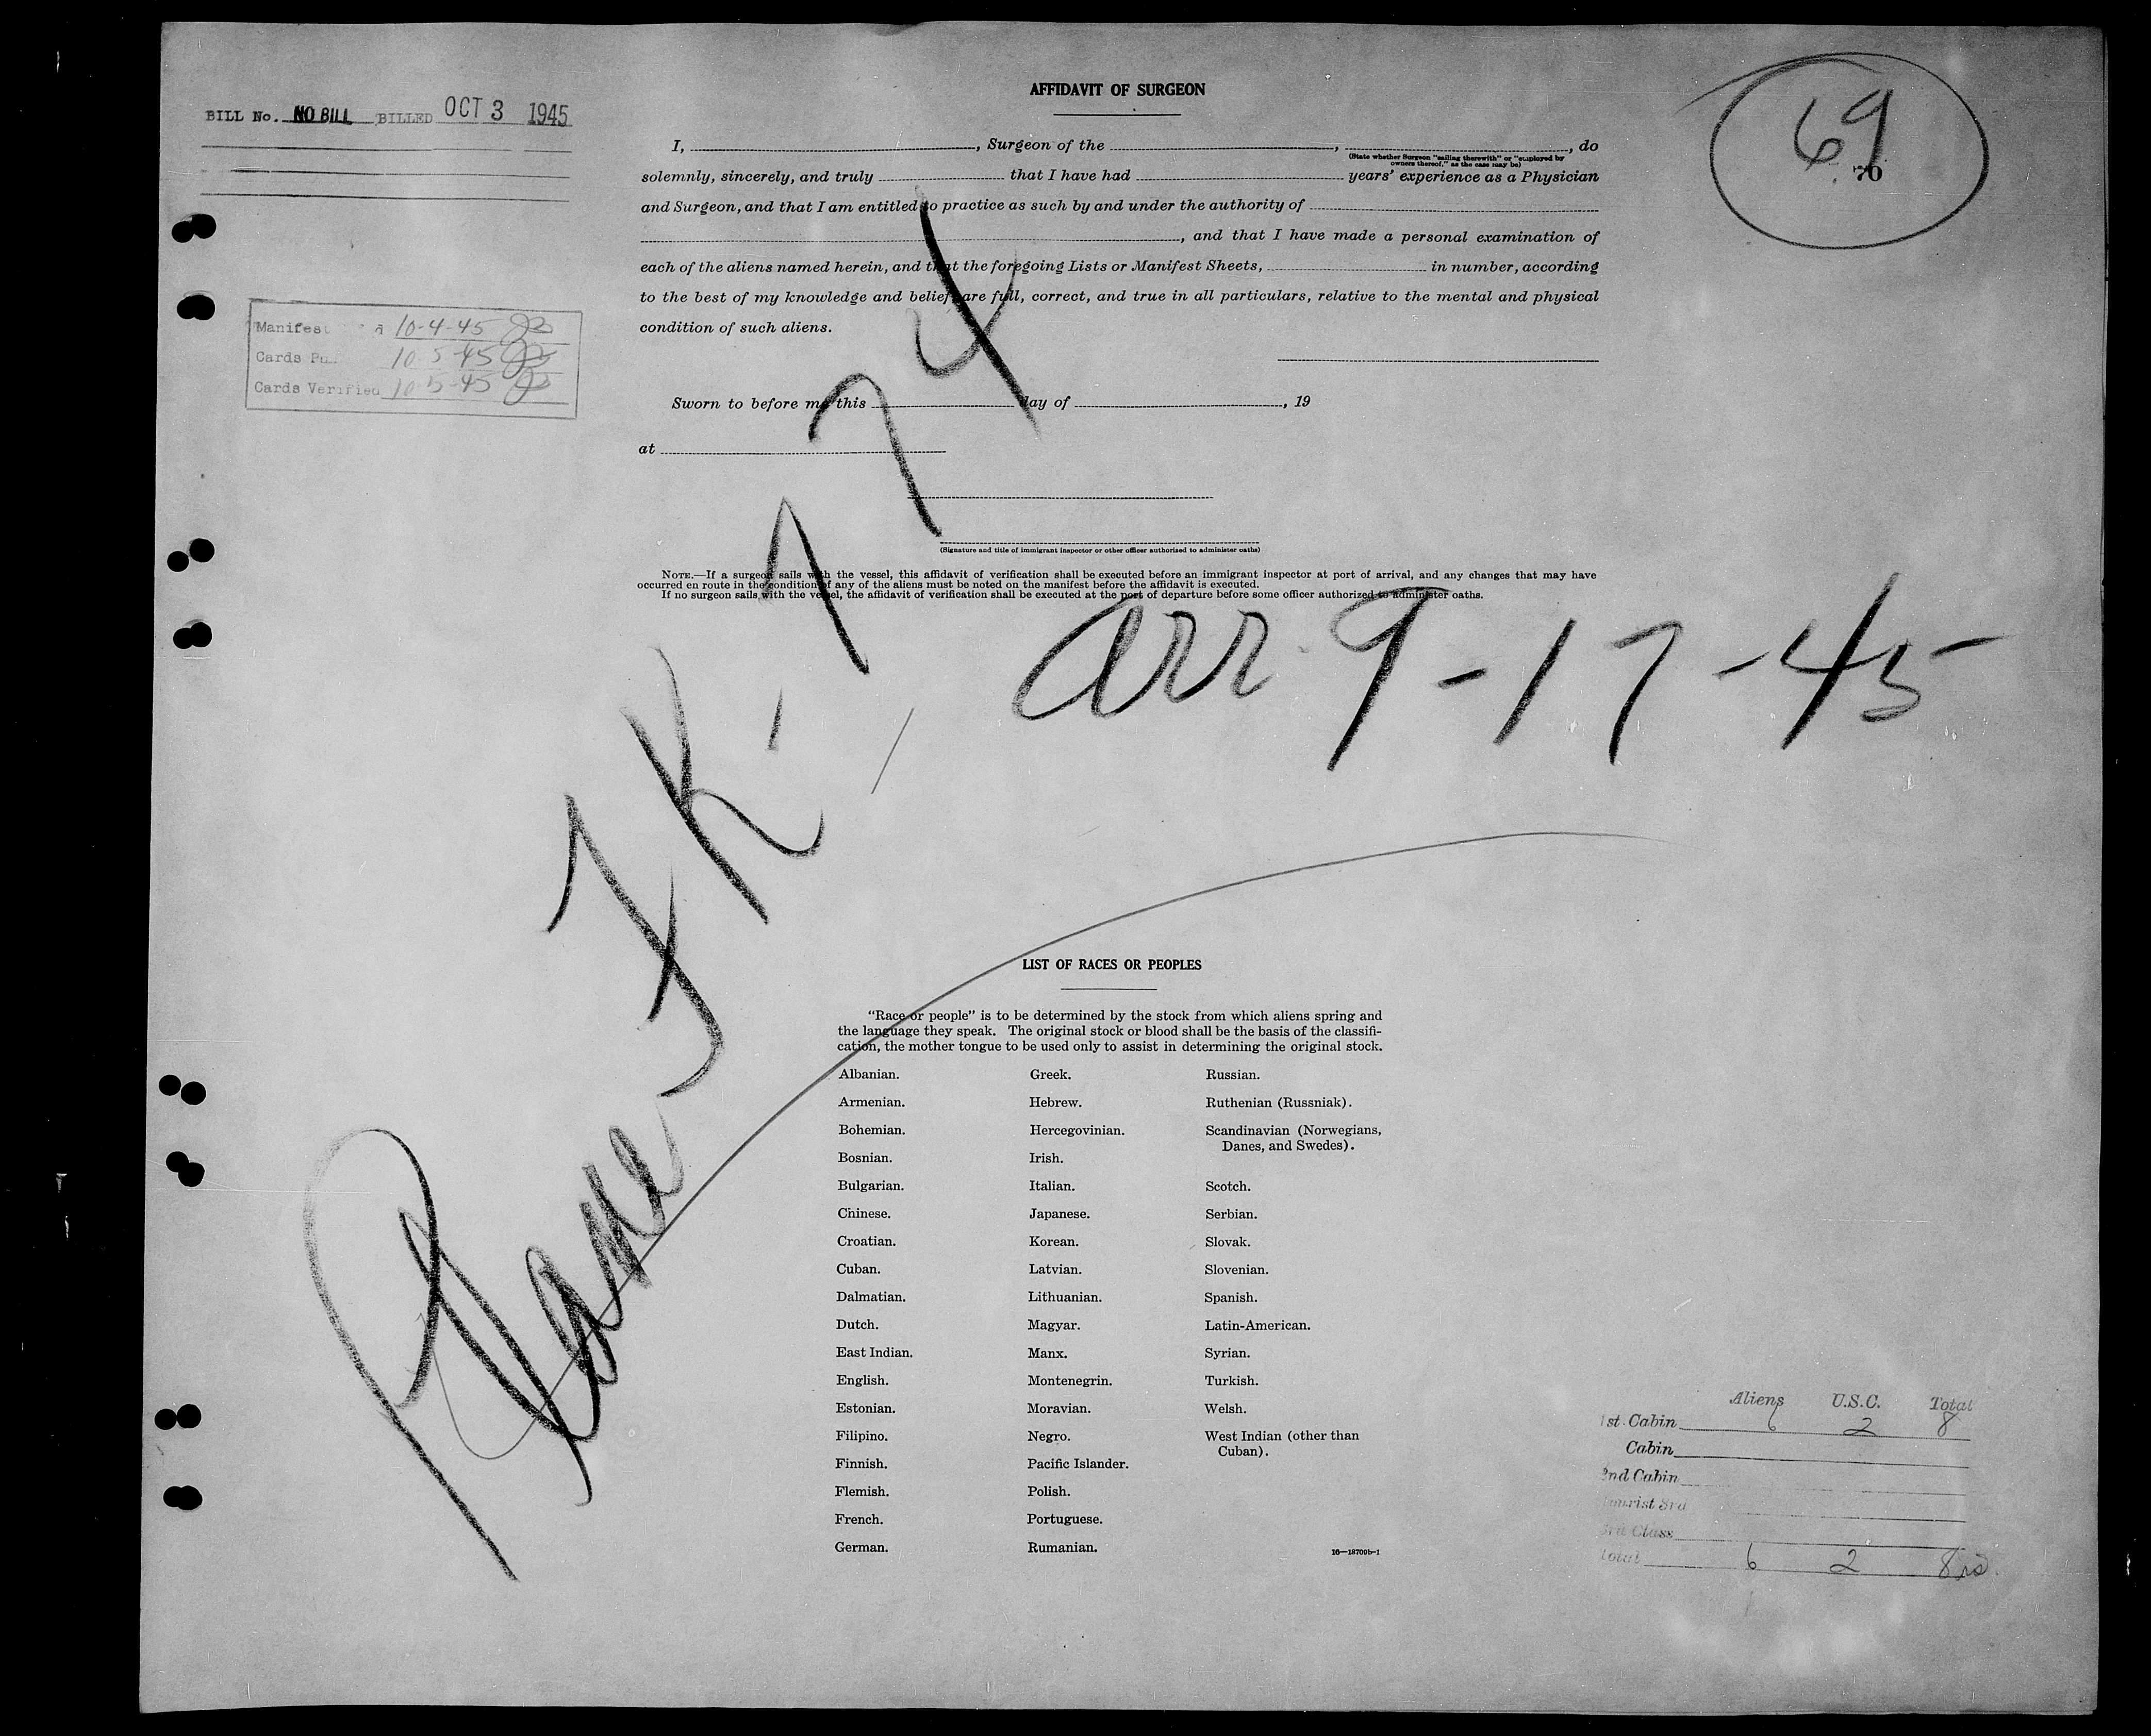 AFFIDAVIT OF SURGEON
BILL No. NO BILL BILLED OCT 3 1945
69
70
I, , Surgeon of the , , do
(State whether Surgeon "sailing therewith" or "employed by
owners thereof," as the case may be)
solemnly, sincerely, and truly that I have had years' experience as a Physician
and Surgeon, and that I am entitled to practice as such by and under the authority of
, and that I have made a personal examination of
each of the aliens named herein, and that the foregoing Lists or Manifest Sheets, in number, according
to the best of my knowledge and belief, are full, correct, and true in all particulars, relative to the mental and physical
condition of such aliens.
Manifest 10-4-45
Cards 10-5-45
Cards Verified 10-5-45
Sworn to before me this day of , 19
at
(Signature and title of immigrant inspector or other officer authorized to administer oaths)
NOTE.—If a surgeon sails with the vessel, this affidavit of verification shall be executed before an immigrant inspector at port of arrival, and any changes that may have
occurred en route in the condition of any of the aliens must be noted on the manifest before the affidavit is executed.
If no surgeon sails with the vessel, the affidavit of verification shall be executed at the port of departure before some officer authorized to administer oaths.
Plane JK-174
arr 9-17-45
LIST OF RACES OR PEOPLES
"Race or people" is to be determined by the stock from which aliens spring and
the language they speak. The original stock or blood shall be the basis of the classifi-
cation, the mother tongue to be used only to assist in determining the original stock.
Albanian. Greek. Russian.
Armenian. Hebrew. Ruthenian (Russniak).
Bohemian. Hercegovinian. Scandinavian (Norwegians,
Danes, and Swedes).
Bosnian. Irish.
Bulgarian. Italian. Scotch.
Chinese. Japanese. Serbian.
Croatian. Korean. Slovak.
Cuban. Latvian. Slovenian.
Dalmatian. Lithuanian. Spanish.
Dutch. Magyar. Latin-American.
East Indian. Manx. Syrian.
English. Montenegrin. Turkish.
Estonian. Moravian. Welsh.
Filipino. Negro. West Indian (other than
Cuban).
Finnish. Pacific Islander.
Flemish. Polish.
French. Portuguese.
German. Rumanian.
16—18709b-1
Aliens U.S.C. Total
1st Cabin 6 2 8
Cabin
2nd Cabin
Tourist 3rd
3rd Class
Total 6 2 8